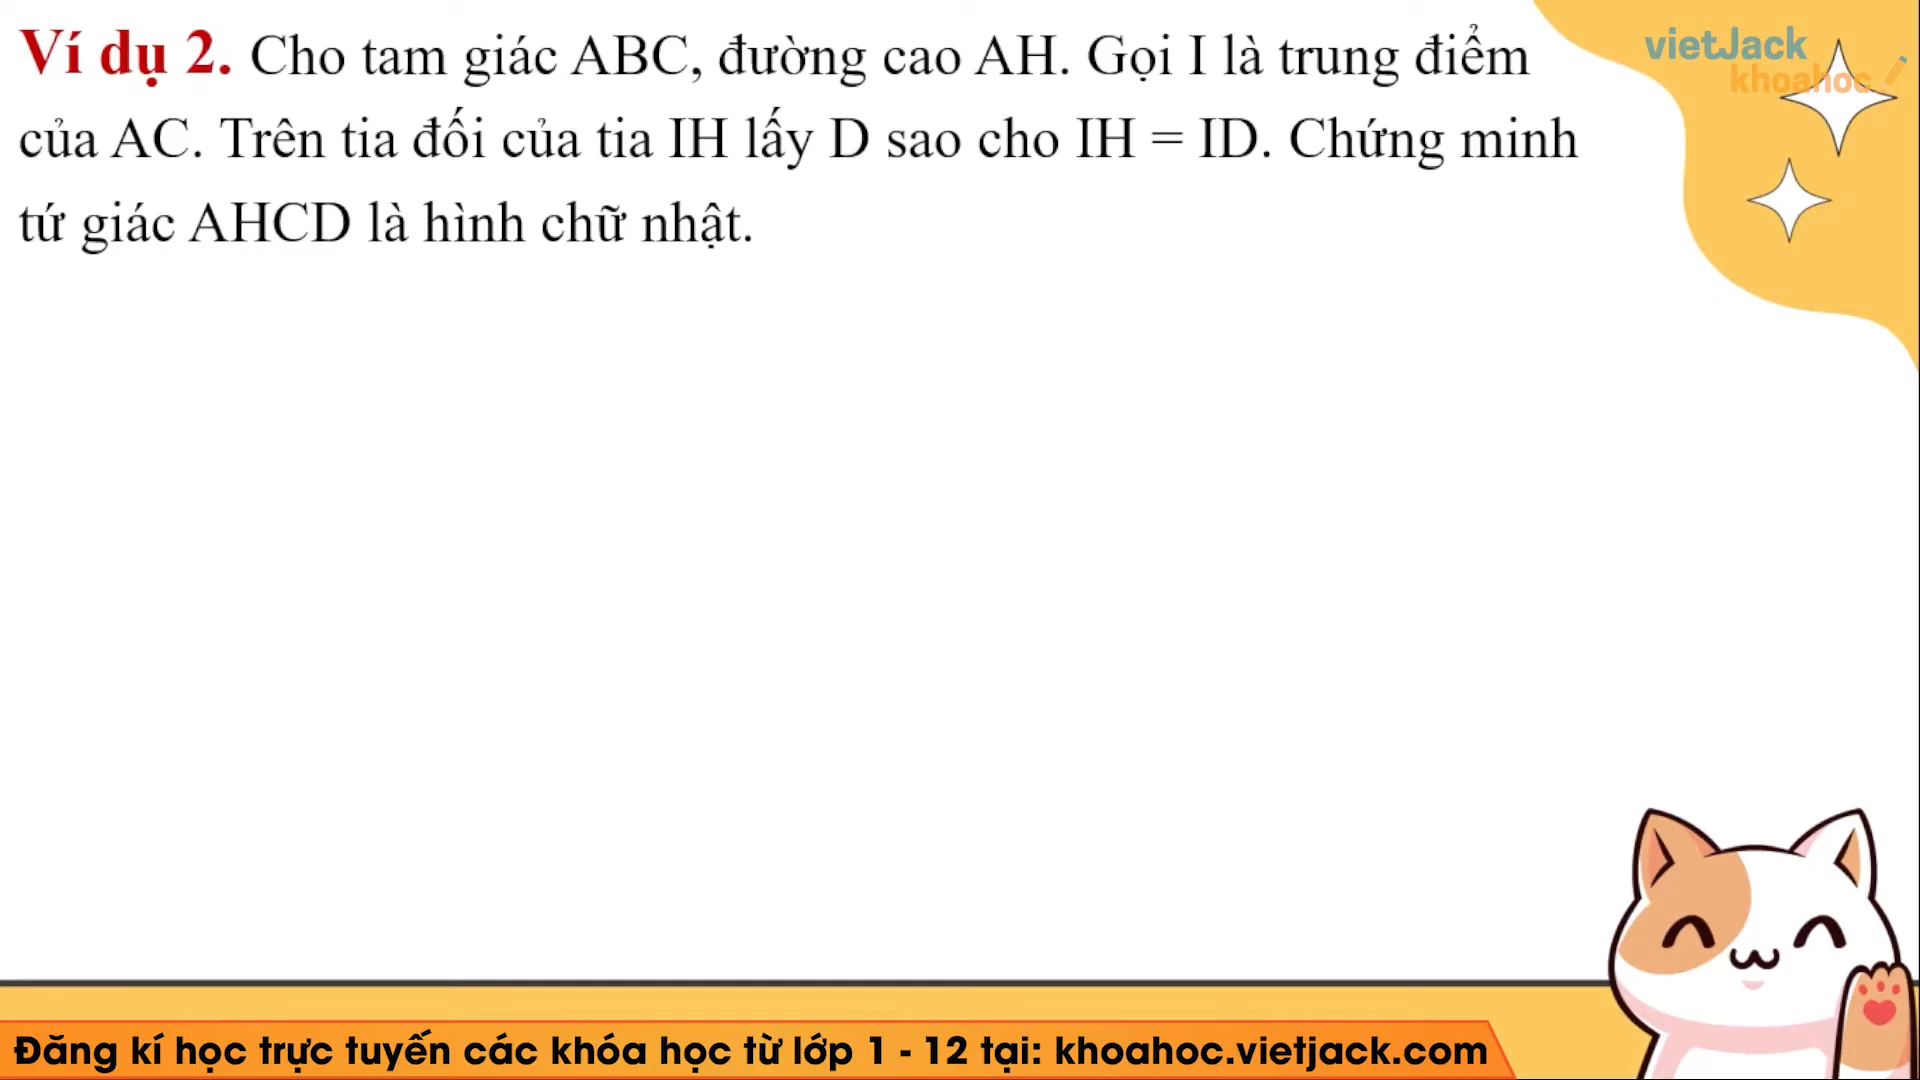 Ví dụ 2. Cho tam giác ABC, đường cao AH. Gọi I là trung điểm
của AC. Trên tia đối của tia IH lấy D sao cho IH = ID. Chứng minh
tứ giác AHCD là hình chữ nhật.
vietJack
khoahoc
Đăng kí học trực tuyến các khóa học từ lớp 1 - 12 tại: khoahoc.vietjack.com